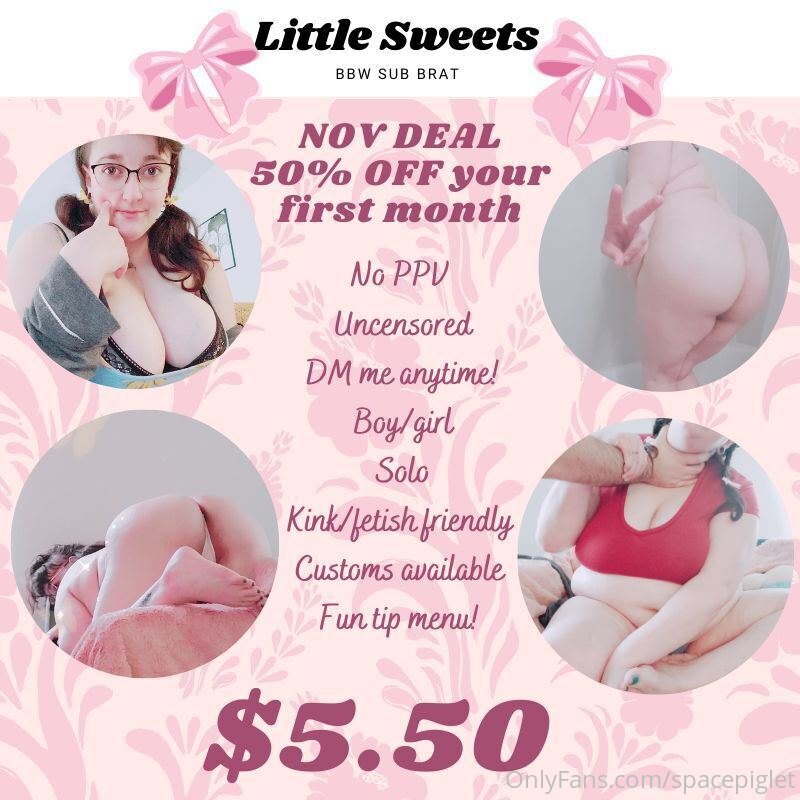 Little Sweets
BBW SUB BRAT
NOV DEAL
50% OFF your
first month
No PPV
Uncensored
DM me anytime!
Boy/girl
Solo
Kink/fetish friendly
Customs available
Fun tip menu!
$5.50
OnlyFans.com/spacepiglet